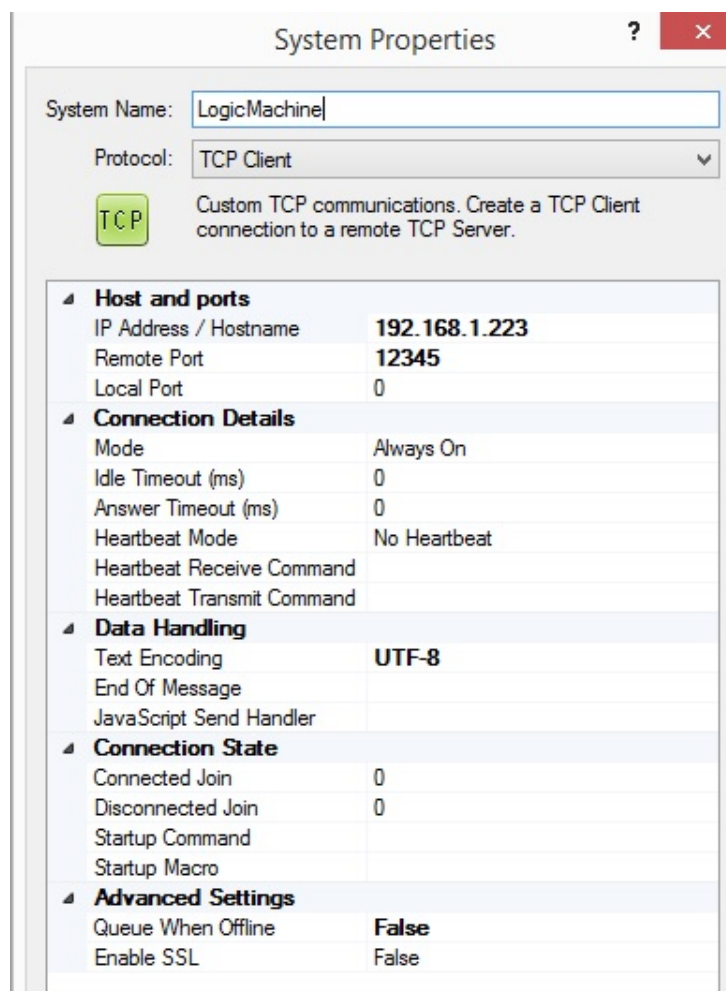 System Properties
?
×
System Name: LogicMachine
Protocol: TCP Client
TCP
Custom TCP communications. Create a TCP Client
connection to a remote TCP Server.
Host and ports
IP Address / Hostname 192.168.1.223
Remote Port 12345
Local Port 0
Connection Details
Mode Always On
Idle Timeout (ms) 0
Answer Timeout (ms) 0
Heartbeat Mode No Heartbeat
Heartbeat Receive Command
Heartbeat Transmit Command
Data Handling
Text Encoding UTF-8
End Of Message
JavaScript Send Handler
Connection State
Connected Join 0
Disconnected Join 0
Startup Command
Startup Macro
Advanced Settings
Queue When Offline False
Enable SSL False